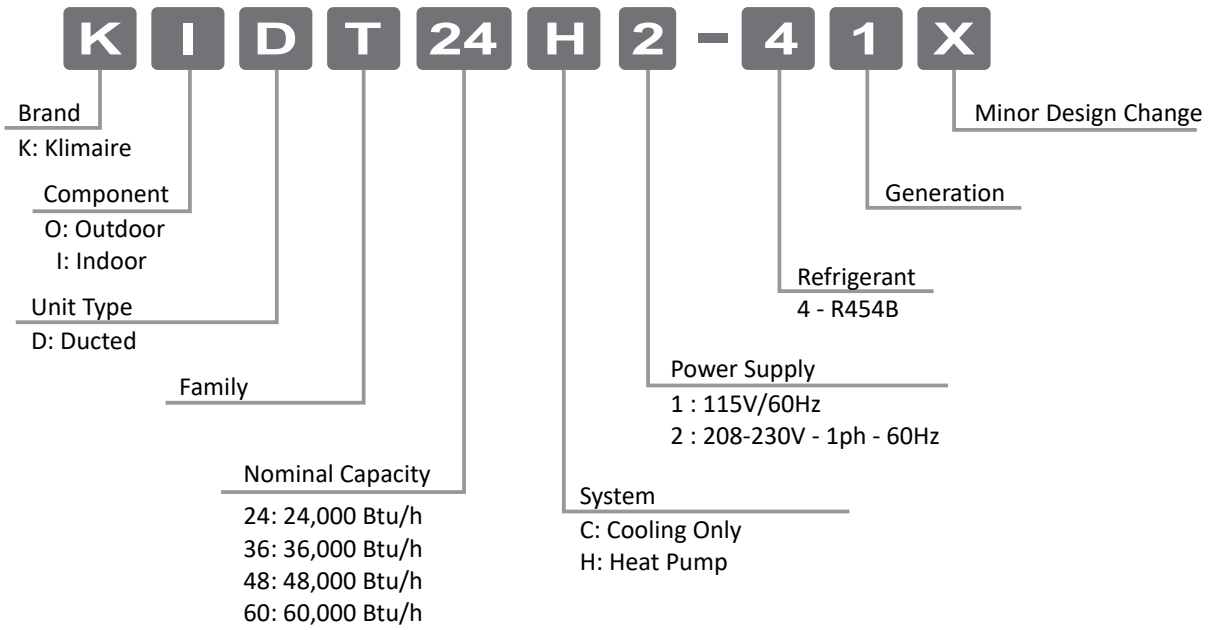 K I D T 24 H 2 - 4 1 X
Brand
K: Klimaire
Minor Design Change
Component
O: Outdoor
I: Indoor
Generation
Unit Type
D: Ducted
Refrigerant
4 - R454B
Family
Power Supply
1 : 115V/60Hz
2 : 208-230V - 1ph - 60Hz
Nominal Capacity
24: 24,000 Btu/h
36: 36,000 Btu/h
48: 48,000 Btu/h
60: 60,000 Btu/h
System
C: Cooling Only
H: Heat Pump